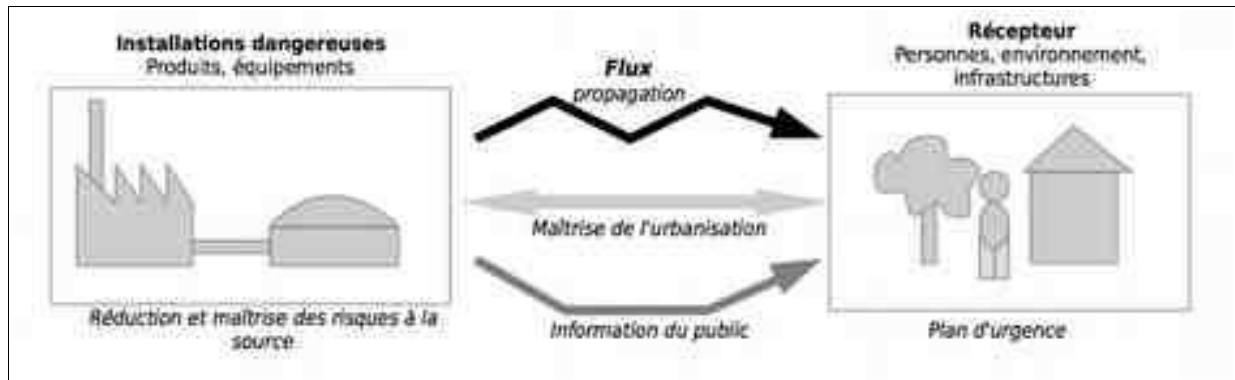 Installations dangereuses
Produits, équipements
Réduction et maîtrise des risques à la
source
Flux
propagation
Maîtrise de l'urbanisation
Information du public
Récepteur
Personnes, environnement,
infrastructures
Plan d'urgence